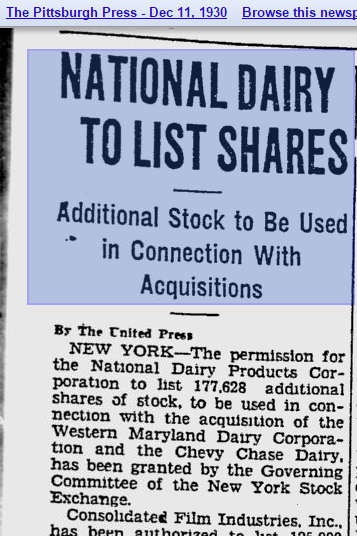 The Pittsburgh Press - Dec 11, 1930 Browse this newsp
NATIONAL DAIRY
TO LIST SHARES
Additional Stock to Be Used
in Connection With
Acquisitions
By The United Press
NEW YORK—The permission for
the National Dairy Products Cor-
poration to list 177,628 additional
shares of stock, to be used in con-
nection with the acquisition of the
Western Maryland Dairy Corpora-
tion and the Chevy Chase Dairy,
has been granted by the Governing
Committee of the New York Stock
Exchange.
Consolidated Film Industries, Inc.,
has been authorized to list